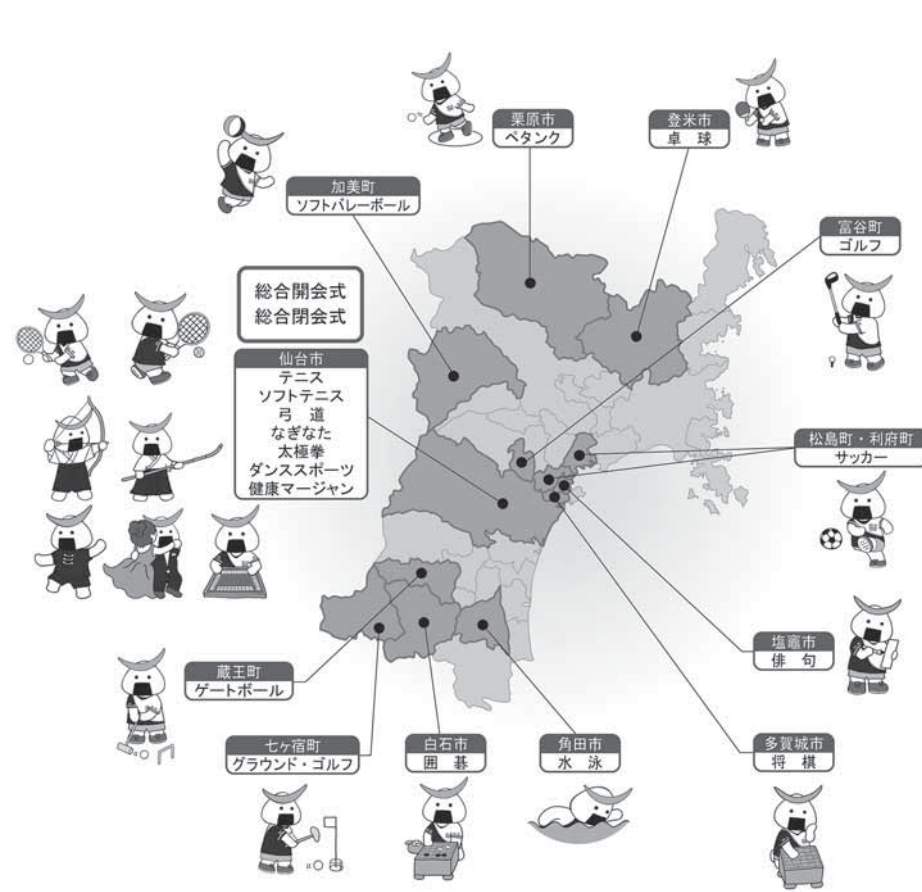 栗原市
ペタンク
登米市
卓 球
加美町
ソフトバレーボール
富谷町
ゴルフ
総合開会式
総合閉会式
仙台市
テニス
ソフトテニス
弓 道
なぎなた
太極拳
ダンススポーツ
健康マージャン
松島町・利府町
サッカー
塩竈市
俳 句
蔵王町
ゲートボール
七ヶ宿町
グラウンド・ゴルフ
白石市
囲 碁
角田市
水 泳
多賀城市
将 棋